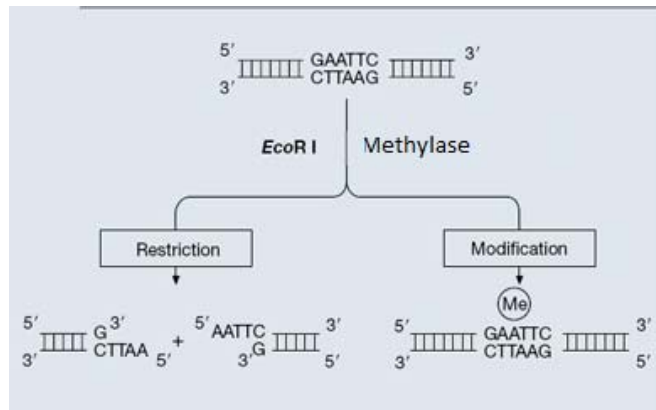 5′ GAATTC 3′
3′ CTTAAG 5′
EcoR I Methylase
Restriction Modification
Me
5′ G 3′ + 5′ AATTC 3′ 5′ GAATTC 3′
3′ CTTAA 5′ 3′ G 5′ 3′ CTTAAG 5′